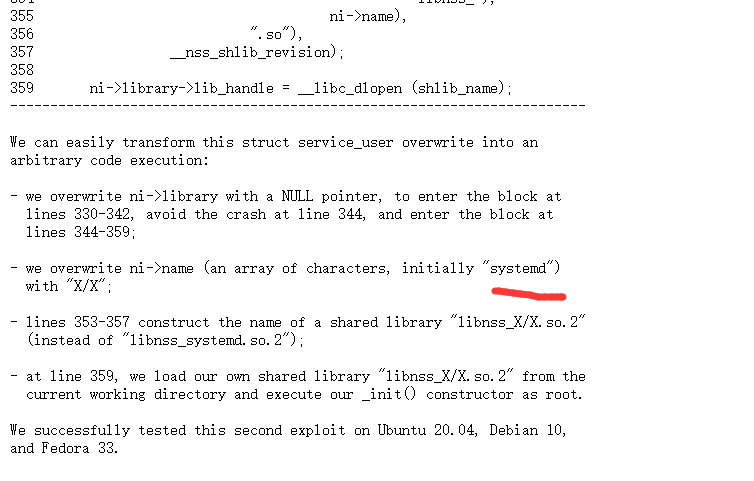 355 ni->name),
356 ".so"),
357 __nss_shlib_revision);
358
359 ni->library->lib_handle = __libc_dlopen (shlib_name);
------------------------------------------------------------------------
We can easily transform this struct service_user overwrite into an
arbitrary code execution:
- we overwrite ni->library with a NULL pointer, to enter the block at
lines 330-342, avoid the crash at line 344, and enter the block at
lines 344-359;
- we overwrite ni->name (an array of characters, initially "systemd")
with "X/X";
- lines 353-357 construct the name of a shared library "libnss_X/X.so.2"
(instead of "libnss_systemd.so.2");
- at line 359, we load our own shared library "libnss_X/X.so.2" from the
current working directory and execute our _init() constructor as root.
We successfully tested this second exploit on Ubuntu 20.04, Debian 10,
and Fedora 33.